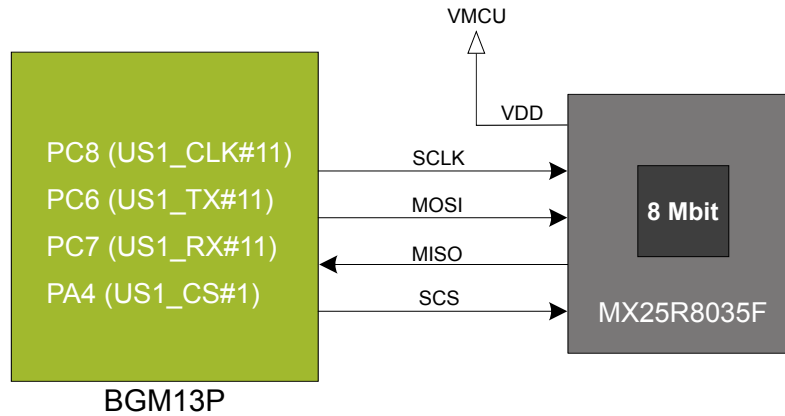 VMCU
VDD
PC8 (US1_CLK#11)
SCLK
PC6 (US1_TX#11)
MOSI
8 Mbit
PC7 (US1_RX#11)
MISO
PA4 (US1_CS#1)
SCS
MX25R8035F
BGM13P